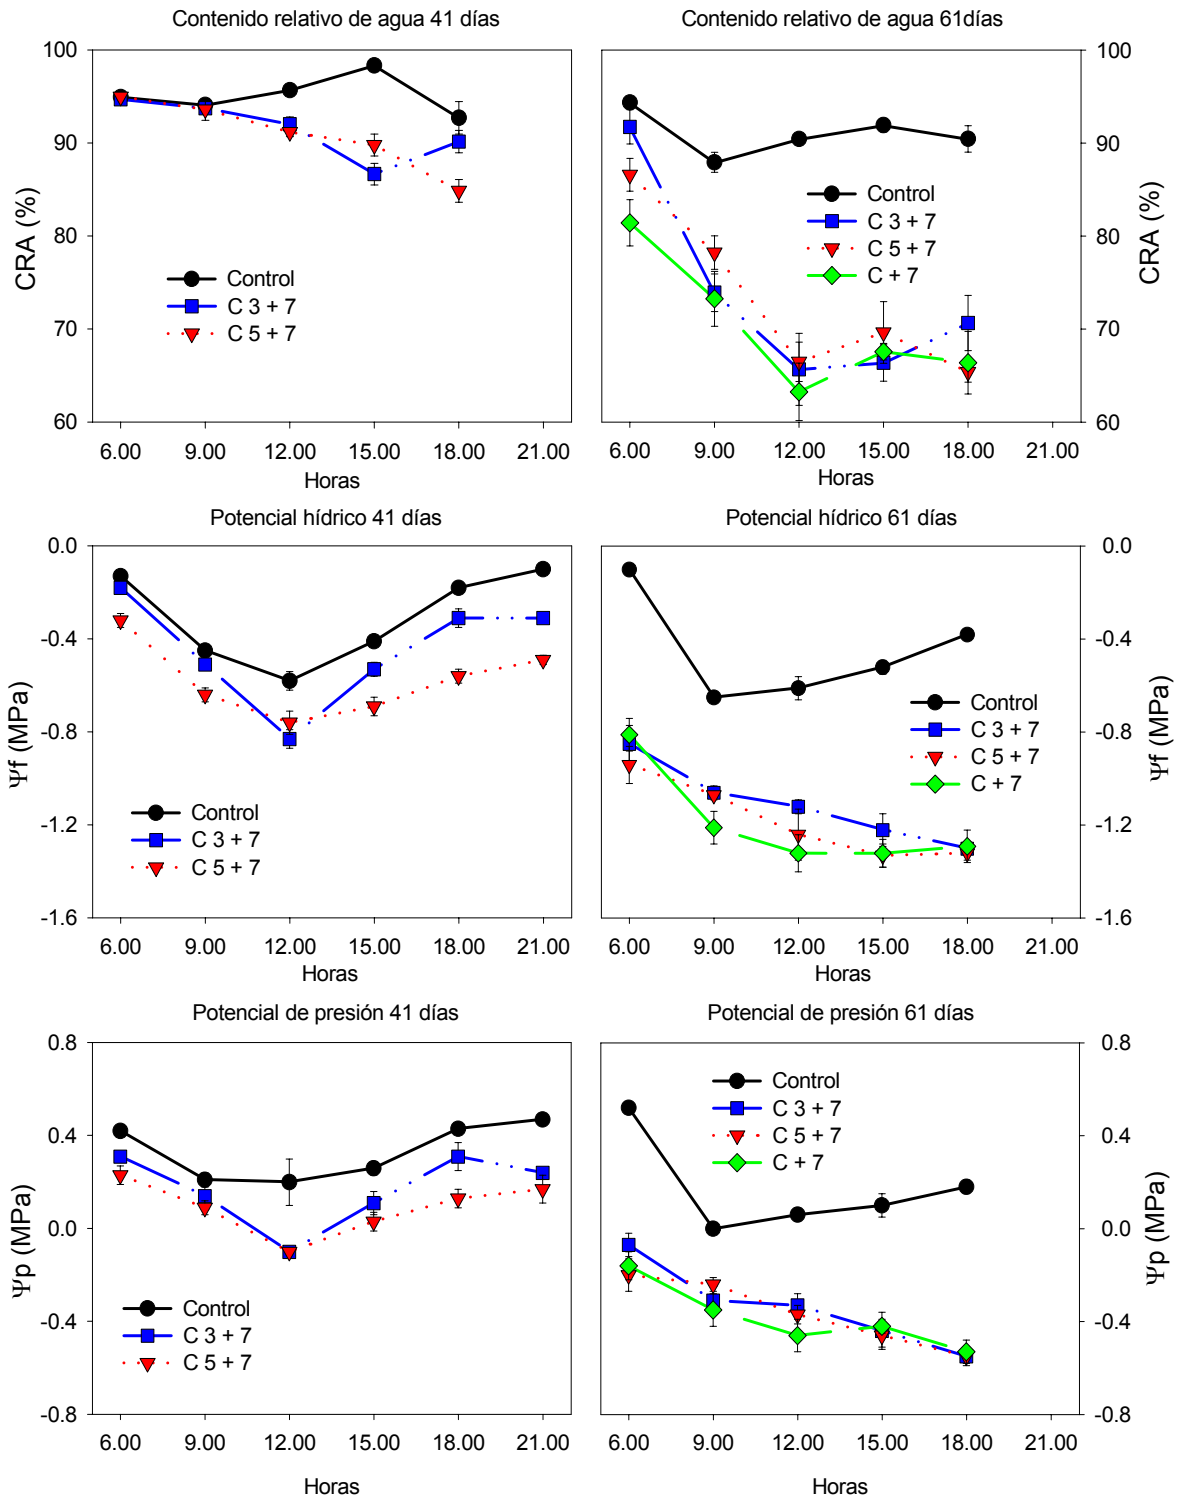 Contenido relativo de agua 41 días
100
90
80
70
60
CRA (%)
Control
C 3 + 7
C 5 + 7
6.00 9.00 12.00 15.00 18.00 21.00
Horas
Contenido relativo de agua 61días
100
90
80
70
60
CRA (%)
Control
C 3 + 7
C 5 + 7
C + 7
6.00 9.00 12.00 15.00 18.00 21.00
Horas
Potencial hídrico 41 días
0.0
-0.4
-0.8
-1.2
-1.6
Ψf (MPa)
Control
C 3 + 7
C 5 + 7
6.00 9.00 12.00 15.00 18.00 21.00
Horas
Potencial hídrico 61 días
0.0
-0.4
-0.8
-1.2
-1.6
Ψf (MPa)
Control
C 3 + 7
C 5 + 7
C + 7
6.00 9.00 12.00 15.00 18.00 21.00
Horas
Potencial de presión 41 días
0.8
0.4
0.0
-0.4
-0.8
Ψp (MPa)
Control
C 3 + 7
C 5 + 7
6.00 9.00 12.00 15.00 18.00 21.00
Horas
Potencial de presión 61 días
0.8
0.4
0.0
-0.4
-0.8
Ψp (MPa)
Control
C 3 + 7
C 5 + 7
C + 7
6.00 9.00 12.00 15.00 18.00 21.00
Horas